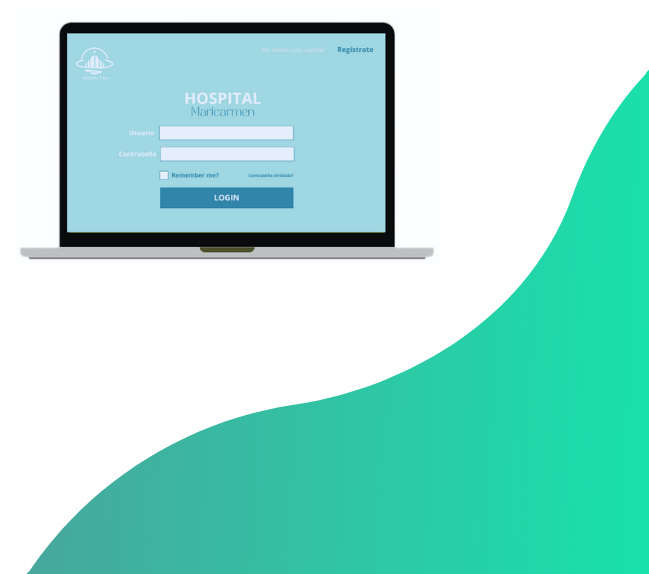 No tienes una cuenta? Registrate
HOSPITAL
HOSPITAL
Maricarmen
Usuario
Contraseña
Remember me? Contraseña olvidada?
LOGIN